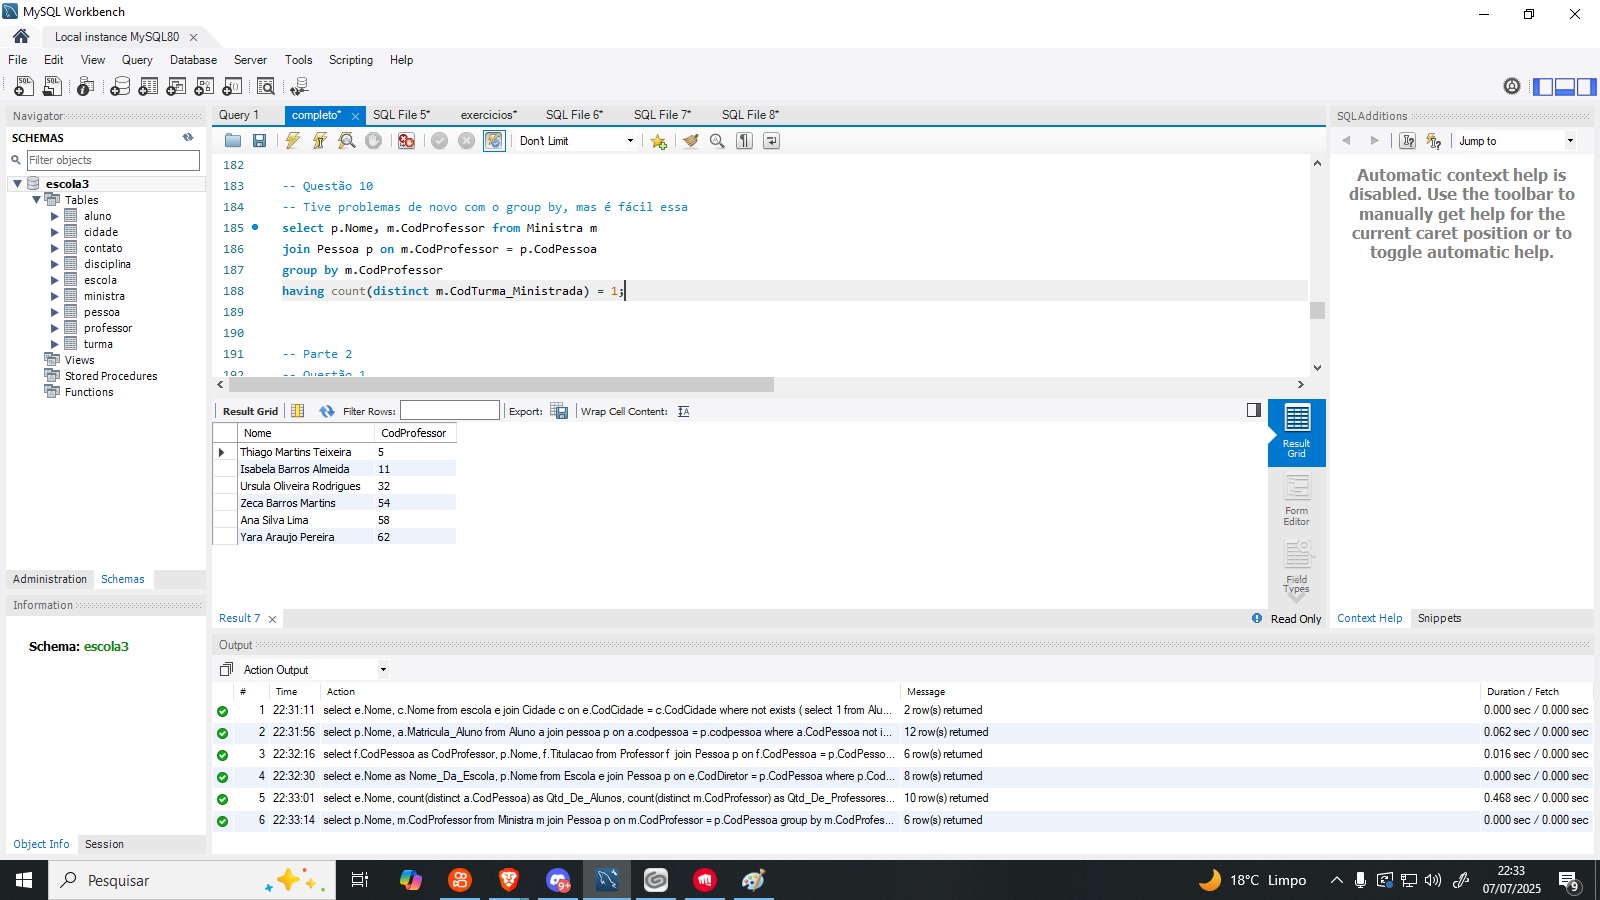 MySQL Workbench
Local instance MySQL80
File Edit View Query Database Server Tools Scripting Help
Navigator
SCHEMAS
Filter objects
escola3
Tables
aluno
cidade
contato
disciplina
escola
ministra
pessoa
professor
turma
Views
Stored Procedures
Functions
Administration Schemas
Information
Schema: escola3
Object Info Session
Query 1 completo* SQL File 5* exercicios* SQL File 6* SQL File 7* SQL File 8*
Don't Limit
182
183 -- Questão 10
184 -- Tive problemas de novo com o group by, mas é fácil essa
185 select p.Nome, m.CodProfessor from Ministra m
186 join Pessoa p on m.CodProfessor = p.CodPessoa
187 group by m.CodProfessor
188 having count(distinct m.CodTurma_Ministrada) = 1;
189
190
191 -- Parte 2
192 -- Questão 1
Result Grid Filter Rows: Export: Wrap Cell Content:
Nome CodProfessor
Thiago Martins Teixeira 5
Isabela Barros Almeida 11
Ursula Oliveira Rodrigues 32
Zeca Barros Martins 54
Ana Silva Lima 58
Yara Araujo Pereira 62
Result Grid
Form Editor
Field Types
Result 7
Read Only
SQLAdditions
Jump to
Automatic context help is
disabled. Use the toolbar to
manually get help for the
current caret position or to
toggle automatic help.
Context Help Snippets
Output
Action Output
# Time Action Message Duration / Fetch
1 22:31:11 select e.Nome, c.Nome from escola e join Cidade c on e.CodCidade = c.CodCidade where not exists ( select 1 from Alu... 2 row(s) returned 0.000 sec / 0.000 sec
2 22:31:56 select p.Nome, a.Matricula_Aluno from Aluno a join pessoa p on a.codpessoa = p.codpessoa where a.CodPessoa not i... 12 row(s) returned 0.062 sec / 0.000 sec
3 22:32:16 select f.CodPessoa as CodProfessor, p.Nome, f.Titulacao from Professor f join Pessoa p on f.CodPessoa = p.CodPesso... 6 row(s) returned 0.016 sec / 0.000 sec
4 22:32:30 select e.Nome as Nome_Da_Escola, p.Nome from Escola e join Pessoa p on e.CodDiretor = p.CodPessoa where p.Cod... 8 row(s) returned 0.000 sec / 0.000 sec
5 22:33:01 select e.Nome, count(distinct a.CodPessoa) as Qtd_De_Alunos, count(distinct m.CodProfessor) as Qtd_De_Professores... 10 row(s) returned 0.468 sec / 0.000 sec
6 22:33:14 select p.Nome, m.CodProfessor from Ministra m join Pessoa p on m.CodProfessor = p.CodPessoa group by m.CodProfes... 6 row(s) returned 0.000 sec / 0.000 sec
Pesquisar
9+
18°C Limpo
22:33
07/07/2025
9